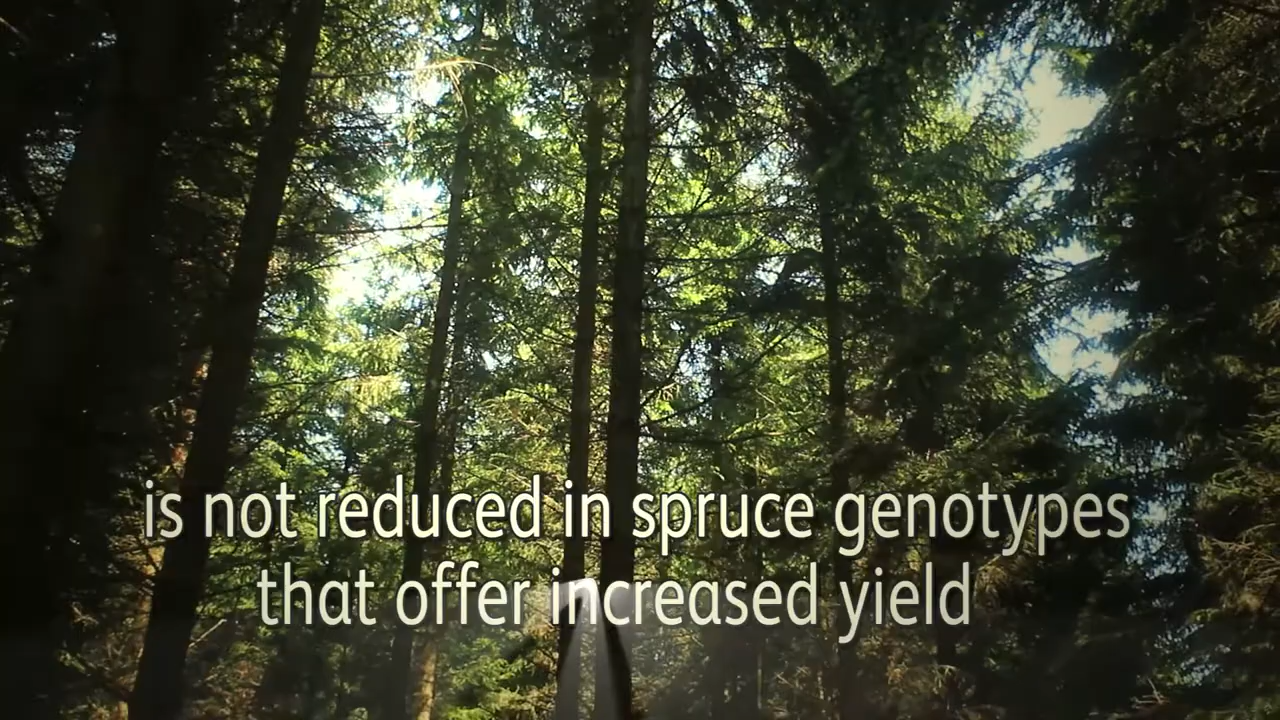 is not reduced in spruce genotypes
that offer increased yield